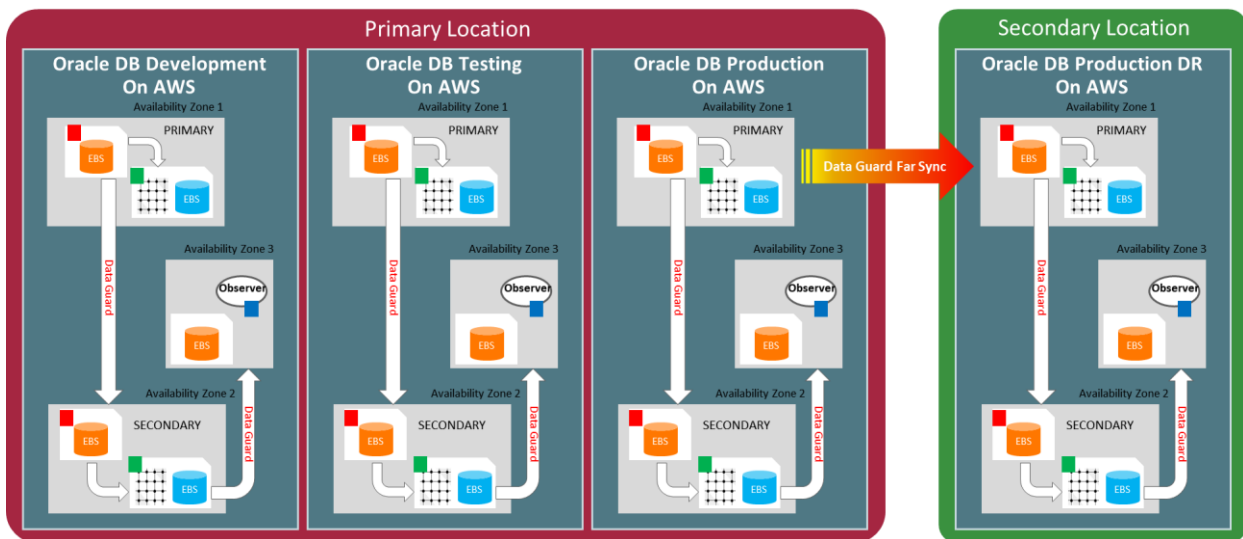 Primary Location
Oracle DB Development
On AWS
Availability Zone 1
PRIMARY
EBS
EBS
Data Guard
Availability Zone 3
Observer
EBS
Availability Zone 2
SECONDARY
EBS
EBS
Data Guard
Oracle DB Testing
On AWS
Availability Zone 1
PRIMARY
EBS
EBS
Data Guard
Availability Zone 3
Observer
EBS
Availability Zone 2
SECONDARY
EBS
EBS
Data Guard
Oracle DB Production
On AWS
Availability Zone 1
PRIMARY
EBS
EBS
Data Guard
Availability Zone 3
Observer
EBS
Availability Zone 2
SECONDARY
EBS
EBS
Data Guard
Data Guard Far Sync
Secondary Location
Oracle DB Production DR
On AWS
Availability Zone 1
PRIMARY
EBS
EBS
Data Guard
Availability Zone 3
Observer
EBS
Availability Zone 2
SECONDARY
EBS
EBS
Data Guard